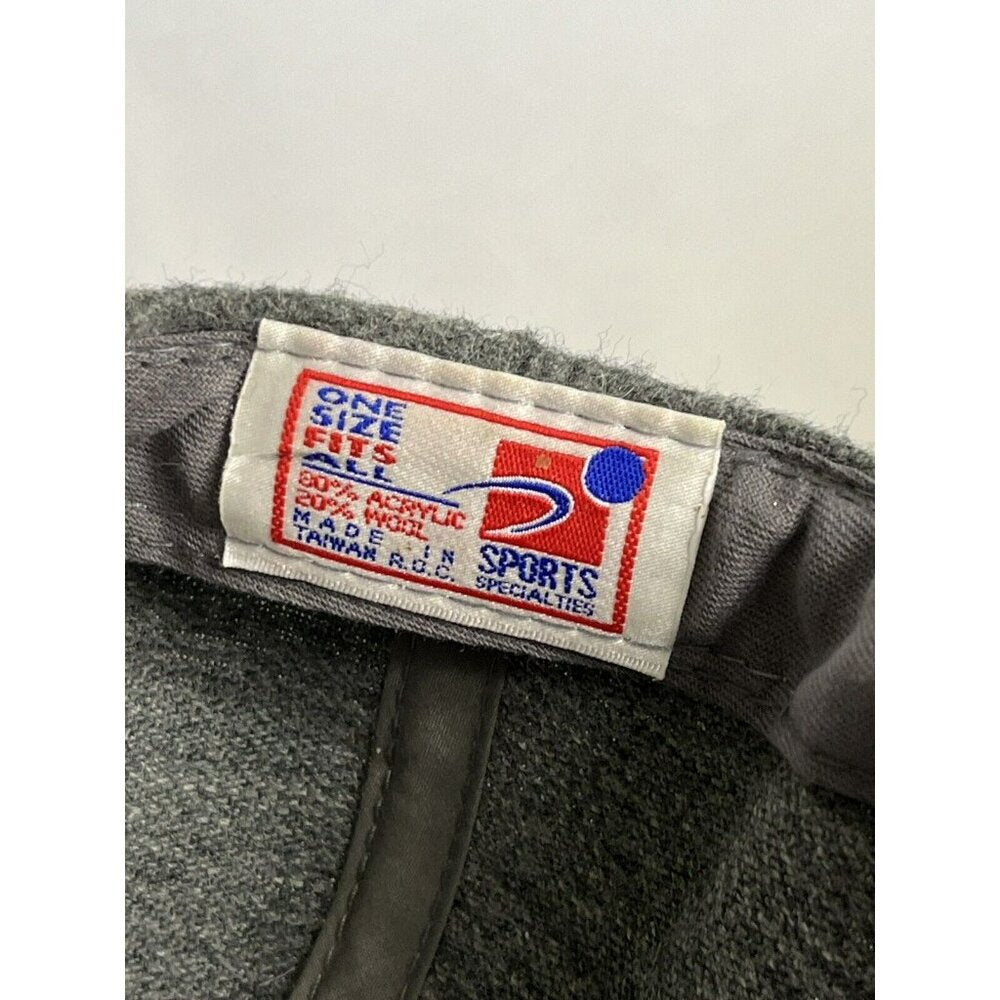 ONE
SIZE
FITS
ALL
80% ACRYLIC
20% WOOL
MADE IN
TAIWAN R.O.C.
SPORTS
SPECIALTIES